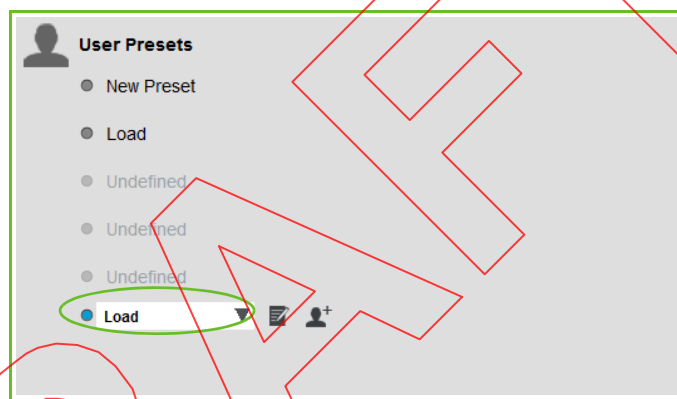 User Presets
New Preset
Load
Undefined
Undefined
Undefined
Load